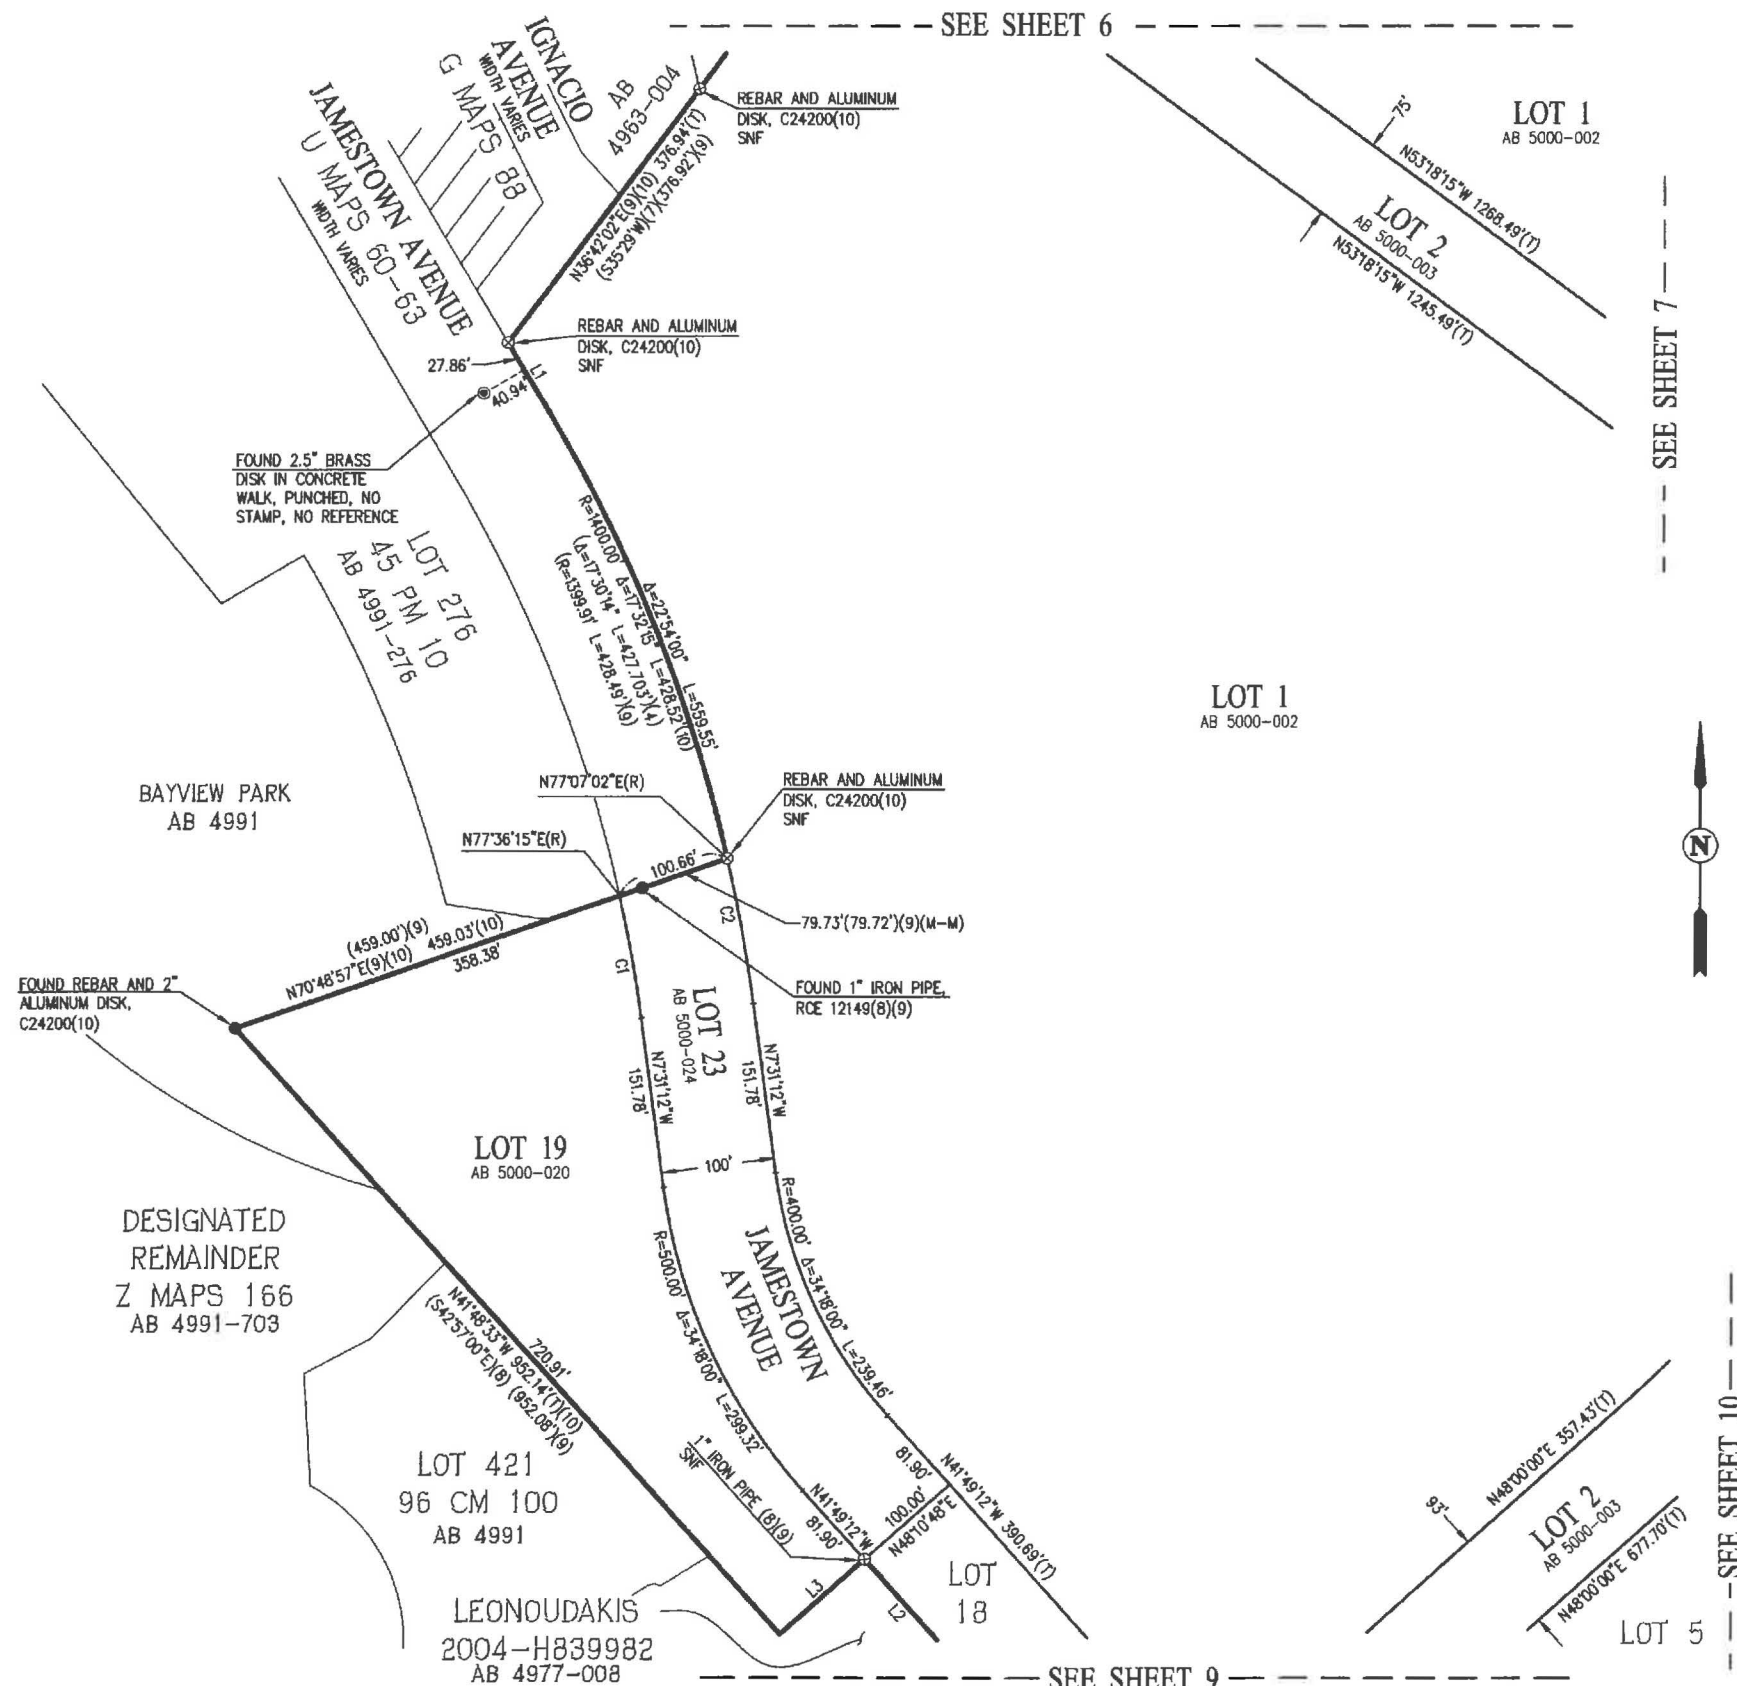 SEE SHEET 6
JAMESTOWN AVENUE
U MAPS 60-63
WIDTH VARIES
IGNACIO
AVENUE
WIDTH VARIES
G MAPS 88
AB
4963-004
N36°42'02"E(9)(10) 376.94'(T)
(S35°29'W)(7)(376.92')(9)
REBAR AND ALUMINUM
DISK, C24200(10)
SNF
75'
LOT 1
AB 5000-002
N53°18'15"W 1268.49'(T)
LOT 2
AB 5000-003
N53°18'15"W 1245.49'(T)
SEE SHEET 7
REBAR AND ALUMINUM
DISK, C24200(10)
SNF
27.86'
L1
40.94'
FOUND 2.5" BRASS
DISK IN CONCRETE
WALK, PUNCHED, NO
STAMP, NO REFERENCE
LOT 276
45 PM 10
AB 4991-276
Δ=22°54'00" L=559.55'
R=1400.00' Δ=17°32'15" L=428.52'(10)
(Δ=17°30'14" L=427.703')(4)
(R=1399.91' L=428.49')(9)
LOT 1
AB 5000-002
N
BAYVIEW PARK
AB 4991
N77°07'02"E(R)
REBAR AND ALUMINUM
DISK, C24200(10)
SNF
N77°36'15"E(R)
100.66'
C2
79.73'(79.72')(9)(M-M)
(459.00')(9)
N70°48'57"E(9)(10) 459.03'(10)
358.38'
C1
FOUND REBAR AND 2"
ALUMINUM DISK,
C24200(10)
FOUND 1" IRON PIPE,
RCE 12149(8)(9)
LOT 23
AB 5000-024
N7°31'12"W
151.78'
N7°31'12"W
151.78'
LOT 19
AB 5000-020
100'
DESIGNATED
REMAINDER
Z MAPS 166
AB 4991-703
JAMESTOWN
AVENUE
R=400.00' Δ=34°18'00" L=239.46'
R=500.00' Δ=34°18'00" L=299.32'
720.91'
N41°48'33"W 952.14'(T)(10)
(S42°57'00"E)(8) (952.08')(9)
LOT 421
96 CM 100
AB 4991
1" IRON PIPE (8)(9)
SNF
N41°49'12"W
81.90'
81.90'
N41°49'12"W 390.69'(T)
100.00'
N48°10'48"E
L3
L2
LOT
18
LEONOUDAKIS
2004-H839982
AB 4977-008
N48°00'00"E 357.43'(T)
93'
LOT 2
AB 5000-003
N48°00'00"E 677.70'(T)
LOT 5
SEE SHEET 10
SEE SHEET 9